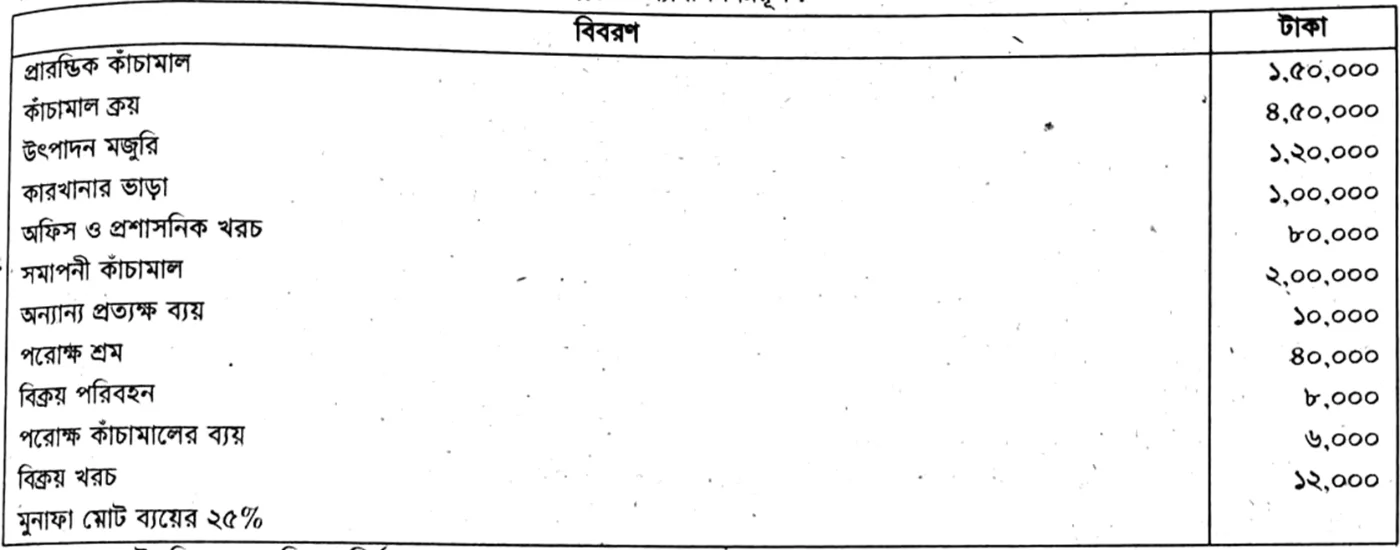 বিবরণ টাকা
প্রারম্ভিক কাঁচামাল ১,৫০,০০০
কাঁচামাল ক্রয় ৪,৫০,০০০
উৎপাদন মজুরি ১,২০,০০০
কারখানার ভাড়া ১,০০,০০০
অফিস ও প্রশাসনিক খরচ ৮০,০০০
সমাপনী কাঁচামাল ২,০০,০০০
অন্যান্য প্রত্যক্ষ ব্যয় ১০,০০০
পরোক্ষ শ্রম ৪০,০০০
বিক্রয় পরিবহন ৮,০০০
পরোক্ষ কাঁচামালের ব্যয় ৬,০০০
বিক্রয় খরচ ১২,০০০
মুনাফা মোট ব্যয়ের ২৫%